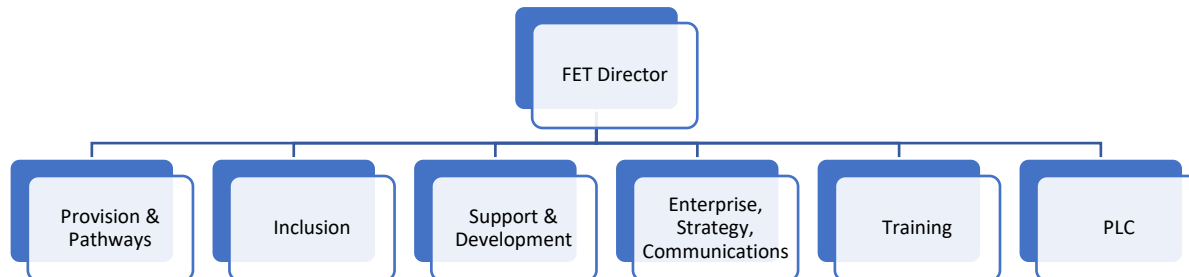 FET Director
Provision &
Pathways
Inclusion
Support &
Development
Enterprise,
Strategy,
Communications
Training
PLC